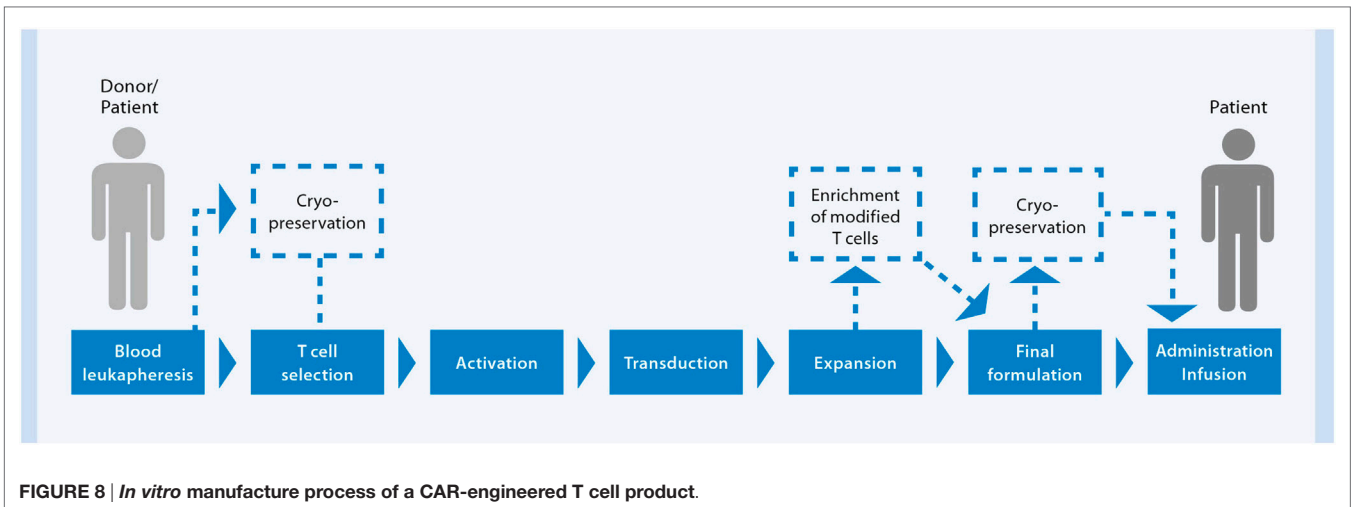 Donor/
Patient
Patient
Cryo-
preservation
Enrichment
of modified
T cells
Cryo-
preservation
Blood
leukapheresis
T cell
selection
Activation
Transduction
Expansion
Final
formulation
Administration
Infusion
FIGURE 8 | In vitro manufacture process of a CAR-engineered T cell product.